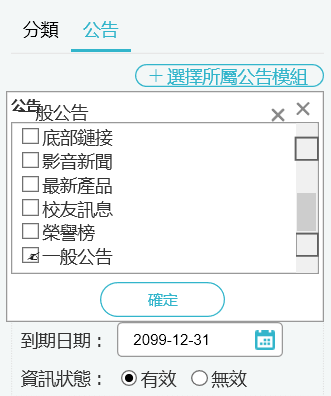 分類 公告
＋選擇所屬公告模組
公告
一般公告
底部鏈接
影音新聞
最新產品
校友訊息
榮譽榜
一般公告
確定
到期日期： 2099-12-31
資訊狀態： 有效 無效